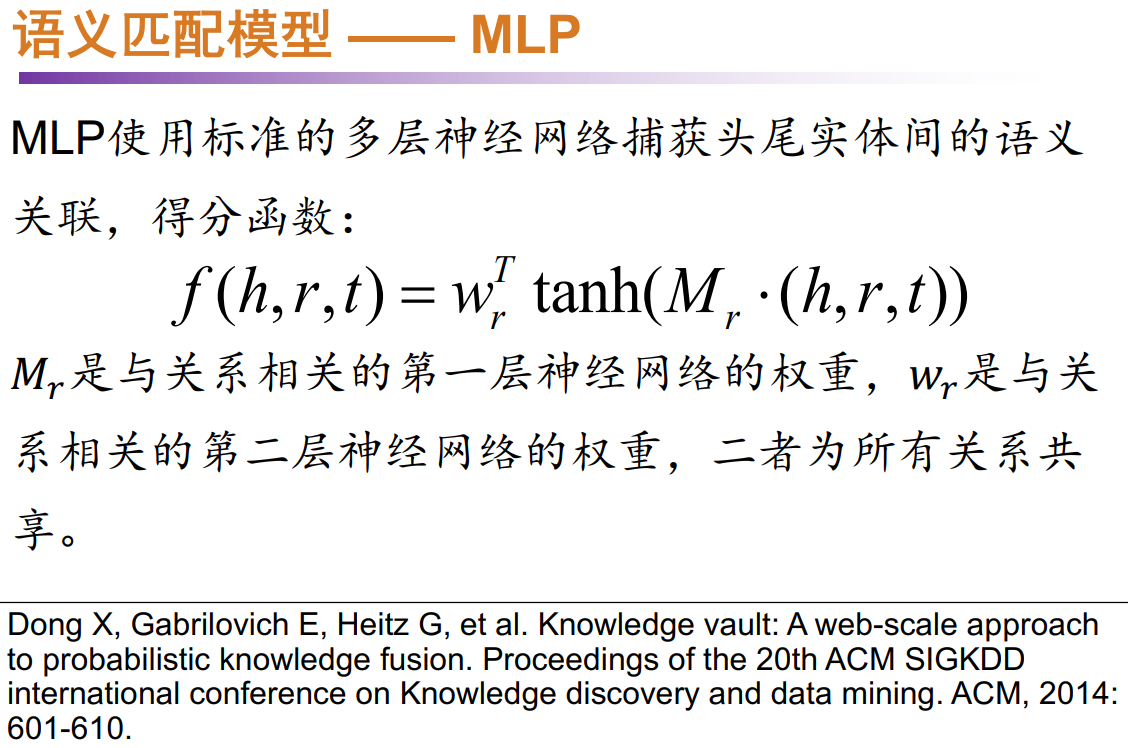 语义匹配模型 —— MLP
MLP使用标准的多层神经网络捕获头尾实体间的语义
关联，得分函数：
f(h,r,t) = w_r^T tanh(M_r ·(h,r,t))
M_r是与关系相关的第一层神经网络的权重，w_r是与关
系相关的第二层神经网络的权重，二者为所有关系共
享。
Dong X, Gabrilovich E, Heitz G, et al. Knowledge vault: A web-scale approach
to probabilistic knowledge fusion. Proceedings of the 20th ACM SIGKDD
international conference on Knowledge discovery and data mining. ACM, 2014:
601-610.